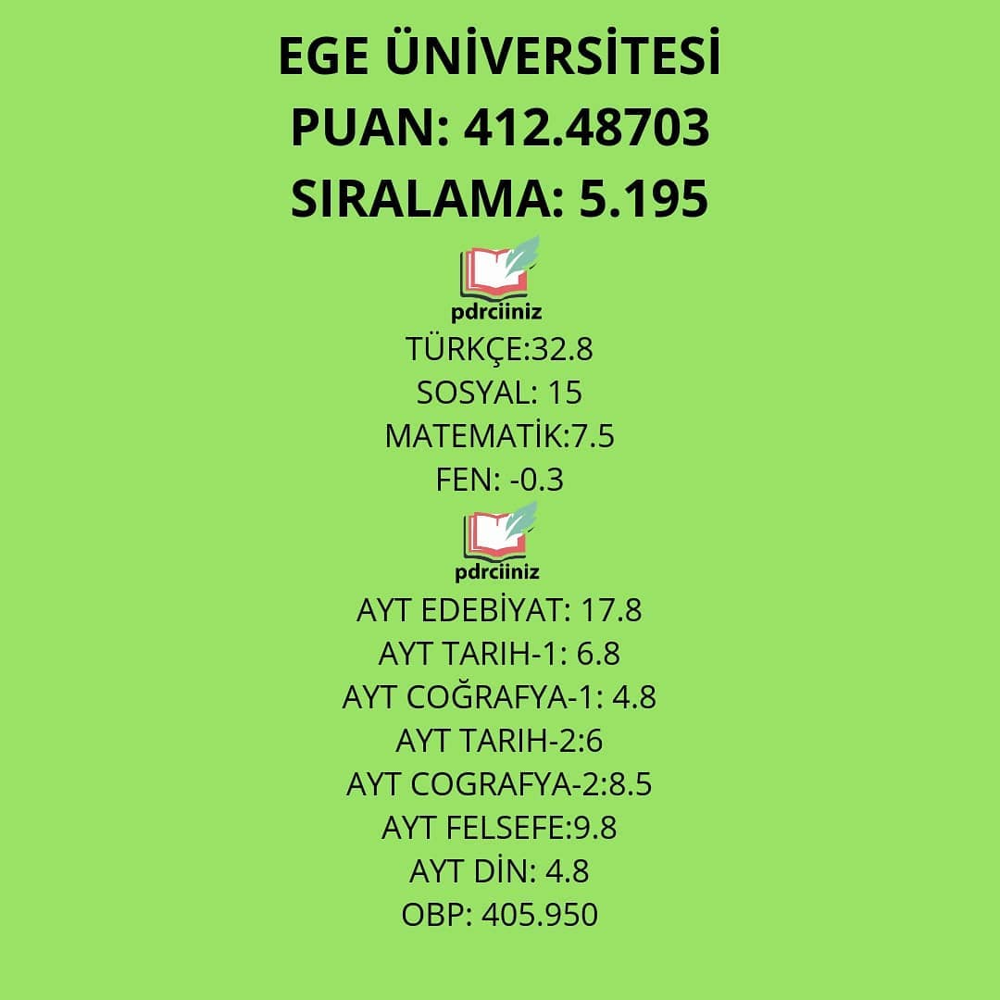 EGE ÜNİVERSİTESİ
PUAN: 412.48703
SIRALAMA: 5.195
pdrciiniz
TÜRKÇE:32.8
SOSYAL: 15
MATEMATİK:7.5
FEN: -0.3
pdrciiniz
AYT EDEBİYAT: 17.8
AYT TARIH-1: 6.8
AYT COĞRAFYA-1: 4.8
AYT TARIH-2:6
AYT COGRAFYA-2:8.5
AYT FELSEFE:9.8
AYT DİN: 4.8
OBP: 405.950